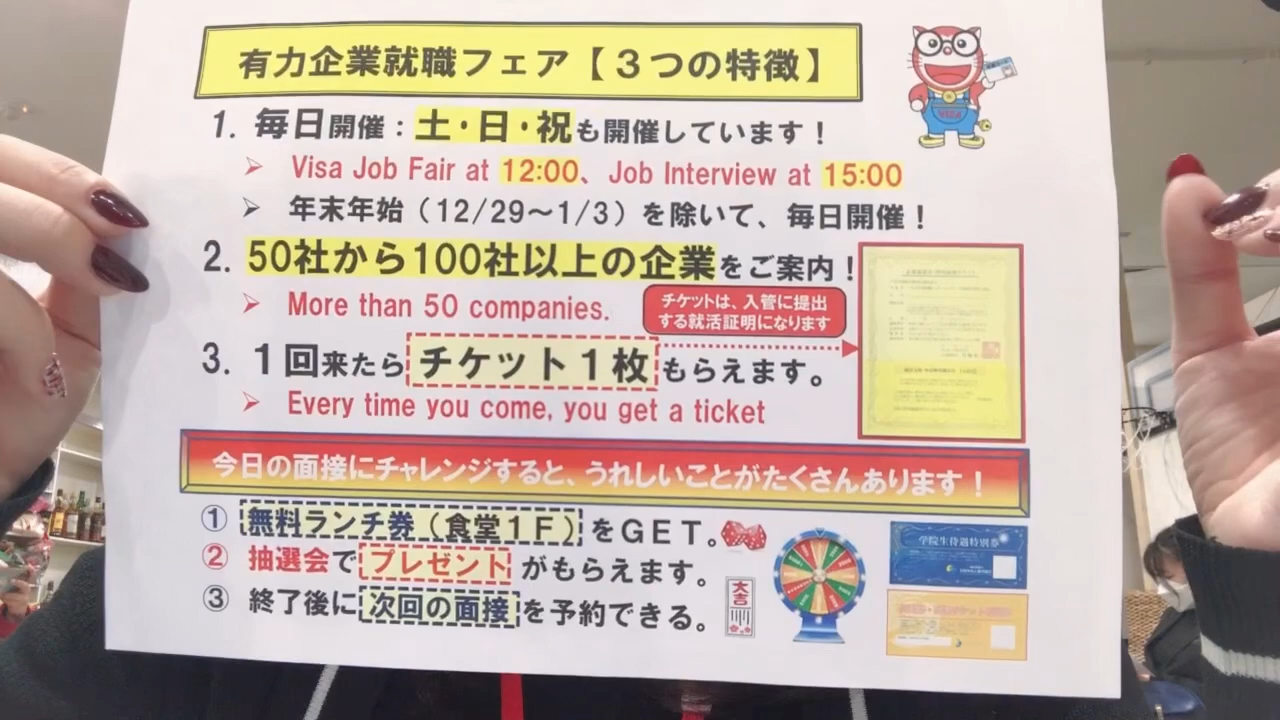 有力企業就職フェア【３つの特徴】
1. 毎日開催：土・日・祝も開催しています！
➢ Visa Job Fair at 12:00、Job Interview at 15:00
➢ 年末年始（12/29～1/3）を除いて、毎日開催！
2. 50社から100社以上の企業をご案内！
➢ More than 50 companies.
チケットは、入管に提出
する就活証明になります
3. １回来たらチケット１枚もらえます。
➢ Every time you come, you get a ticket
今日の面接にチャレンジすると、うれしいことがたくさんあります！
① 無料ランチ券（食堂１Ｆ）をＧＥＴ。
② 抽選会でプレゼントがもらえます。
③ 終了後に次回の面接を予約できる。
大吉
学院生待遇特別券